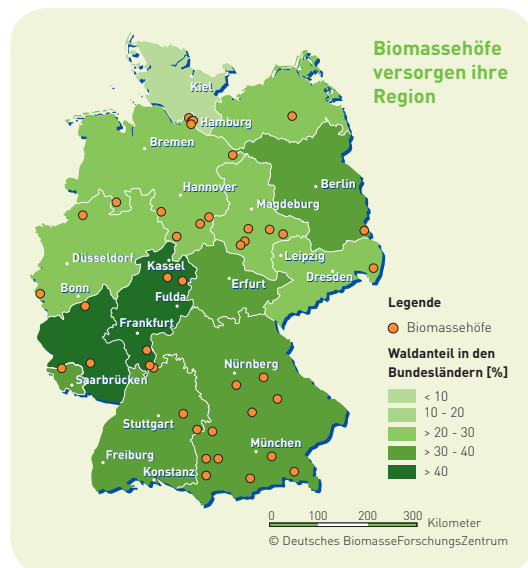 Biomassehöfe
versorgen ihre
Region
Kiel
Hamburg
Bremen
Hannover
Berlin
Magdeburg
Düsseldorf
Kassel
Leipzig
Dresden
Bonn
Fulda
Erfurt
Frankfurt
Saarbrücken
Nürnberg
Stuttgart
München
Freiburg
Konstanz
Legende
Biomassehöfe
Waldanteil in den
Bundesländern [%]
< 10
10 - 20
> 20 - 30
> 30 - 40
> 40
0 100 200 300 Kilometer
© Deutsches BiomasseForschungsZentrum